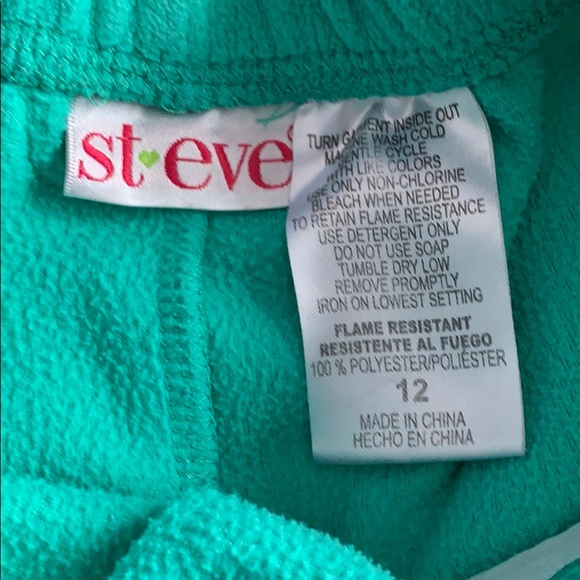 st eve
TURN GARMENT INSIDE OUT
MACHINE WASH COLD
GENTLE CYCLE
WITH LIKE COLORS
USE ONLY NON-CHLORINE
BLEACH WHEN NEEDED
TO RETAIN FLAME RESISTANCE
USE DETERGENT ONLY
DO NOT USE SOAP
TUMBLE DRY LOW
REMOVE PROMPTLY
IRON ON LOWEST SETTING
FLAME RESISTANT
RESISTENTE AL FUEGO
100 % POLYESTER/POLIÉSTER
12
MADE IN CHINA
HECHO EN CHINA